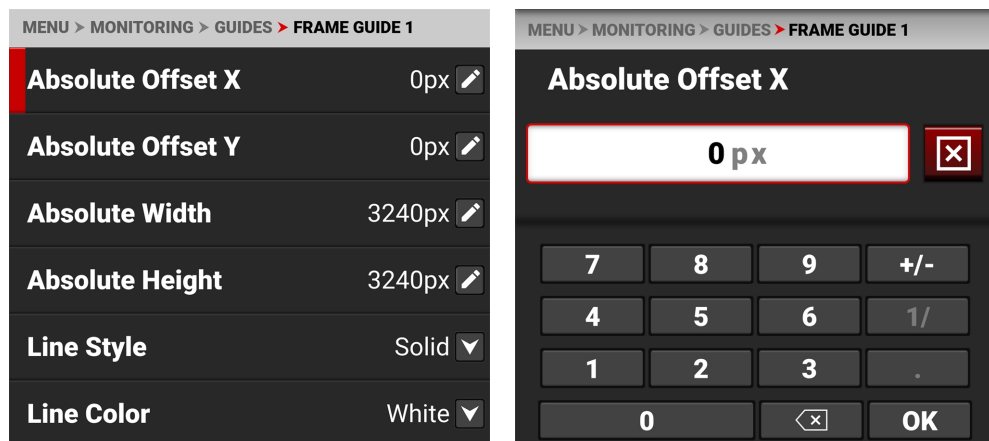 MENU > MONITORING > GUIDES > FRAME GUIDE 1
Absolute Offset X 0px
Absolute Offset Y 0px
Absolute Width 3240px
Absolute Height 3240px
Line Style Solid
Line Color White
MENU > MONITORING > GUIDES > FRAME GUIDE 1
Absolute Offset X
0 px
7 8 9 +/-
4 5 6 1/
1 2 3 .
0 OK